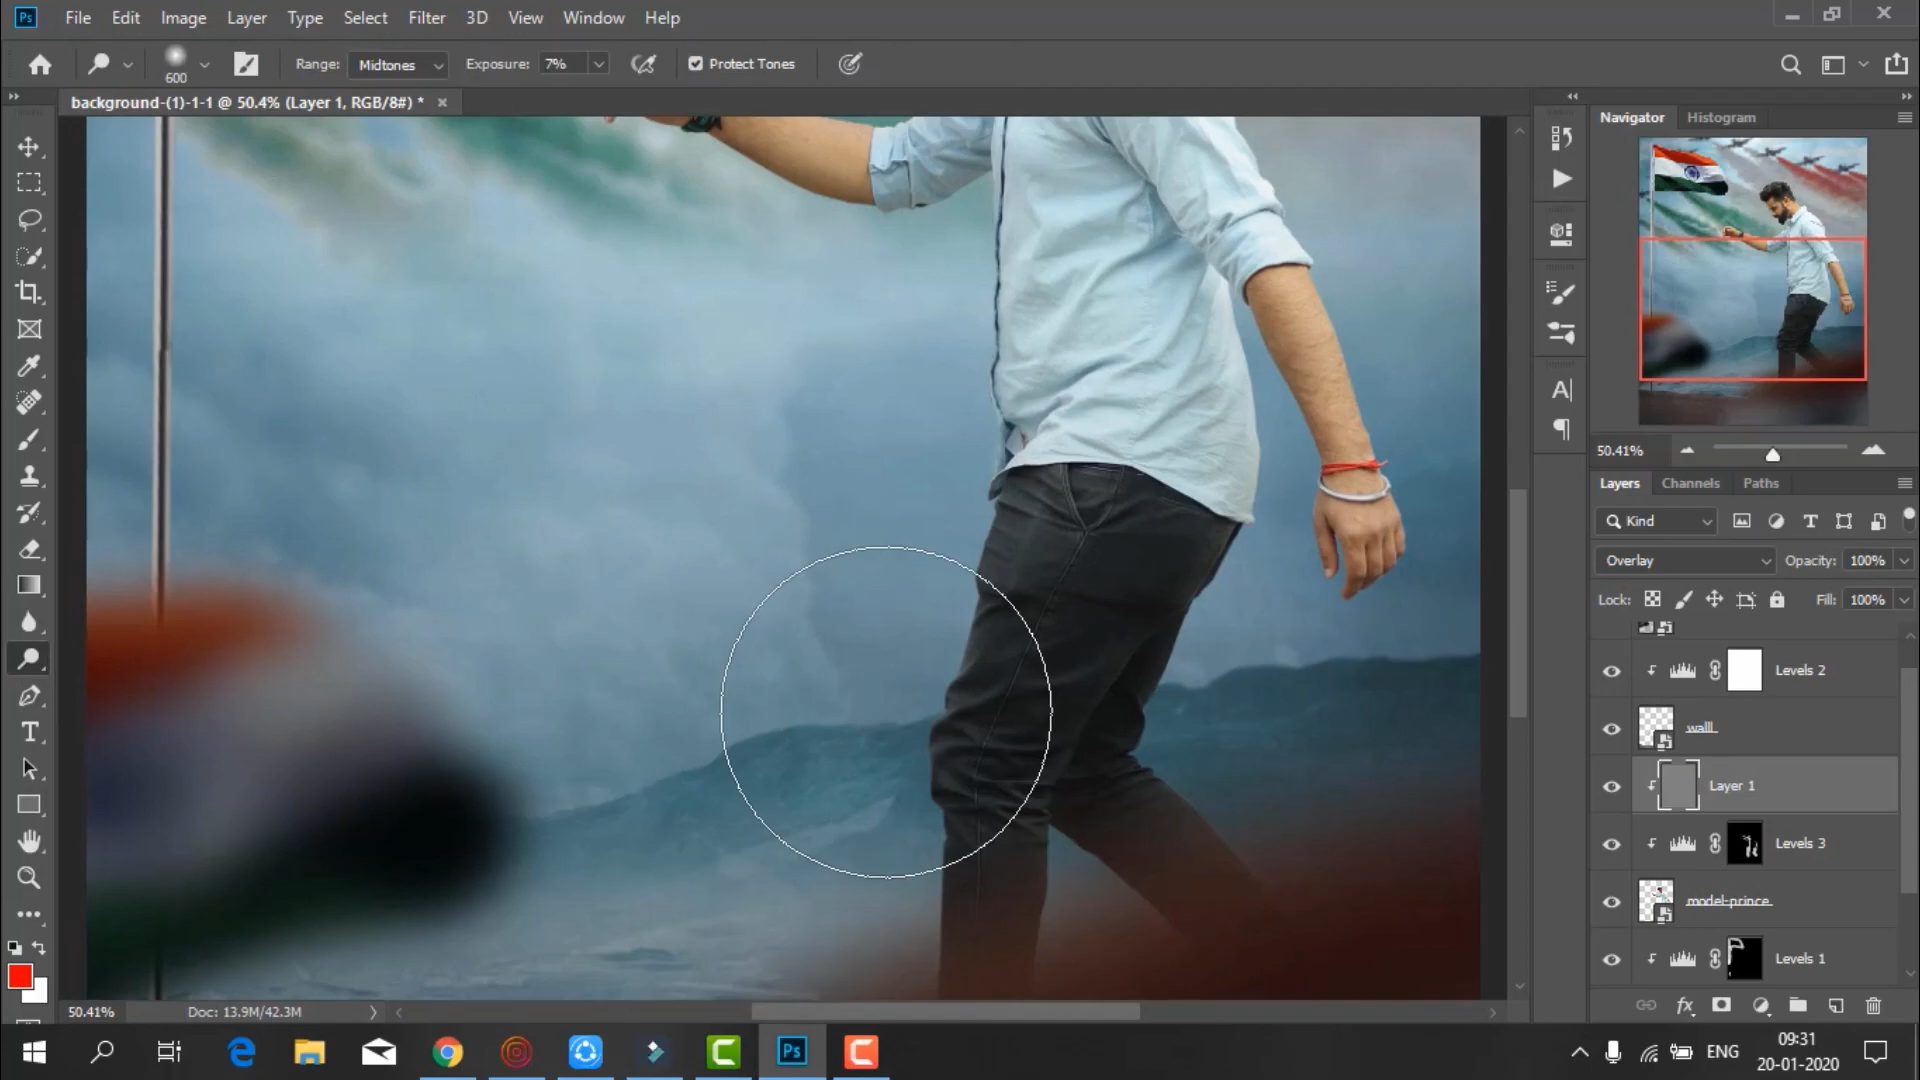 Ps File Edit Image Layer Type Select Filter 3D View Window Help
600 Range: Midtones Exposure: 7% Protect Tones
background-(1)-1-1 @ 50.4% (Layer 1, RGB/8#) *
Navigator Histogram
50.41%
Layers Channels Paths
Kind
Overlay Opacity: 100%
Lock: Fill: 100%
Levels 2
walll
Layer 1
Levels 3
model-prince
Levels 1
50.41% Doc: 13.9M/42.3M
Ps ENG 09:31
20-01-2020